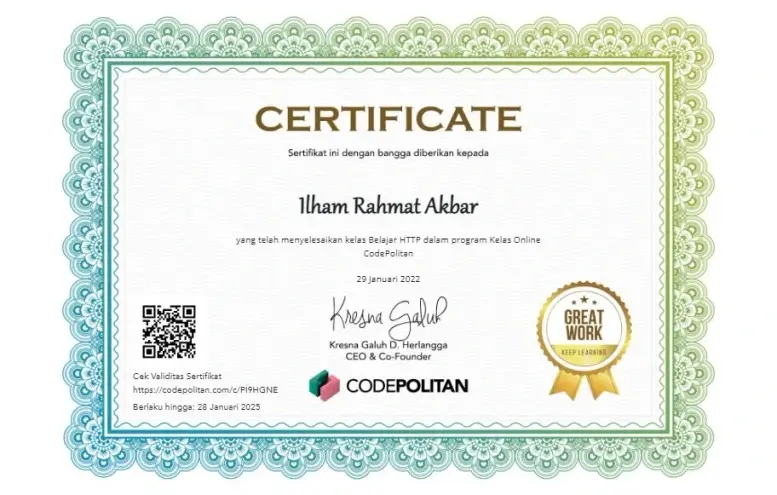 CERTIFICATE
Sertifikat ini dengan bangga diberikan kepada
Ilham Rahmat Akbar
yang telah menyelesaikan kelas Belajar HTTP dalam program Kelas Online
CodePolitan
29 Januari 2022
Kresna Galuh
Kresna Galuh D. Herlangga
CEO & Co-Founder
CODEPOLITAN
GREAT
WORK
KEEP LEARNING
Cek Validitas Sertifikat
https://codepolitan.com/c/PI9HGNE
Berlaku hingga: 28 Januari 2025